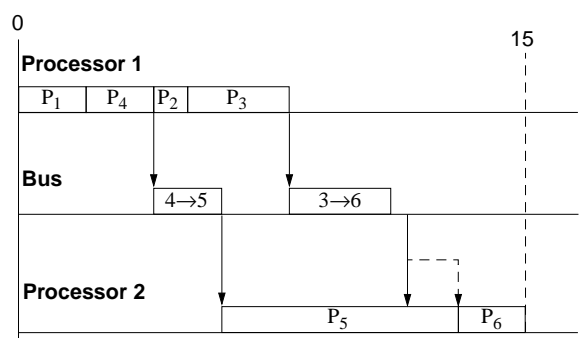 0
15
Processor 1
P1 P4 P2 P3
Bus
4→5 3→6
Processor 2
P5 P6